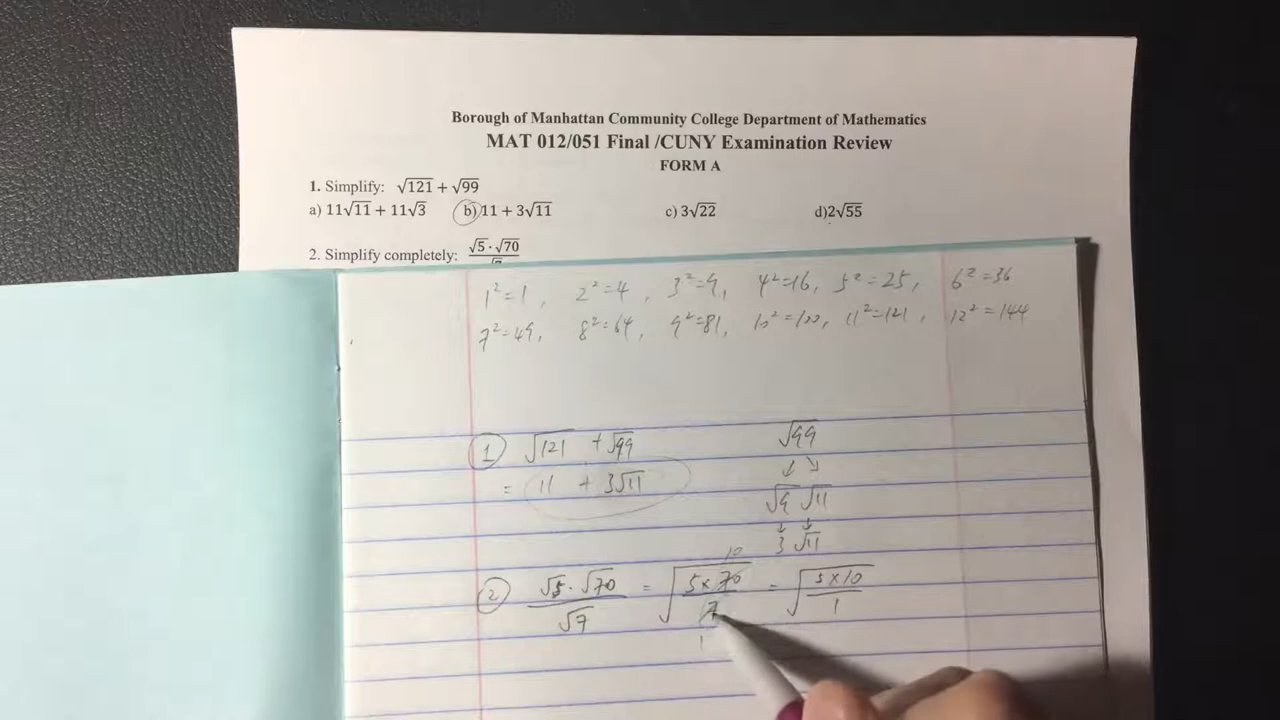 Borough of Manhattan Community College Department of Mathematics
MAT 012/051 Final /CUNY Examination Review
FORM A
1. Simplify: √121 + √99
a) 11√11 + 11√3 b) 11 + 3√11 c) 3√22 d)2√55
2. Simplify completely: √5 · √70
1² = 1, 2² = 4, 3² = 9, 4² = 16, 5² = 25, 6² = 36
7² = 49, 8² = 64, 9² = 81, 10² = 100, 11² = 121, 12² = 144
① √121 + √99
= 11 + 3√11
√99
↙ ↘
√9 √11
↓ ↓
3 √11
10
② √5 · √70 / √7 = √(5 × 70 / 7) = √(5 × 10 / 1)
1